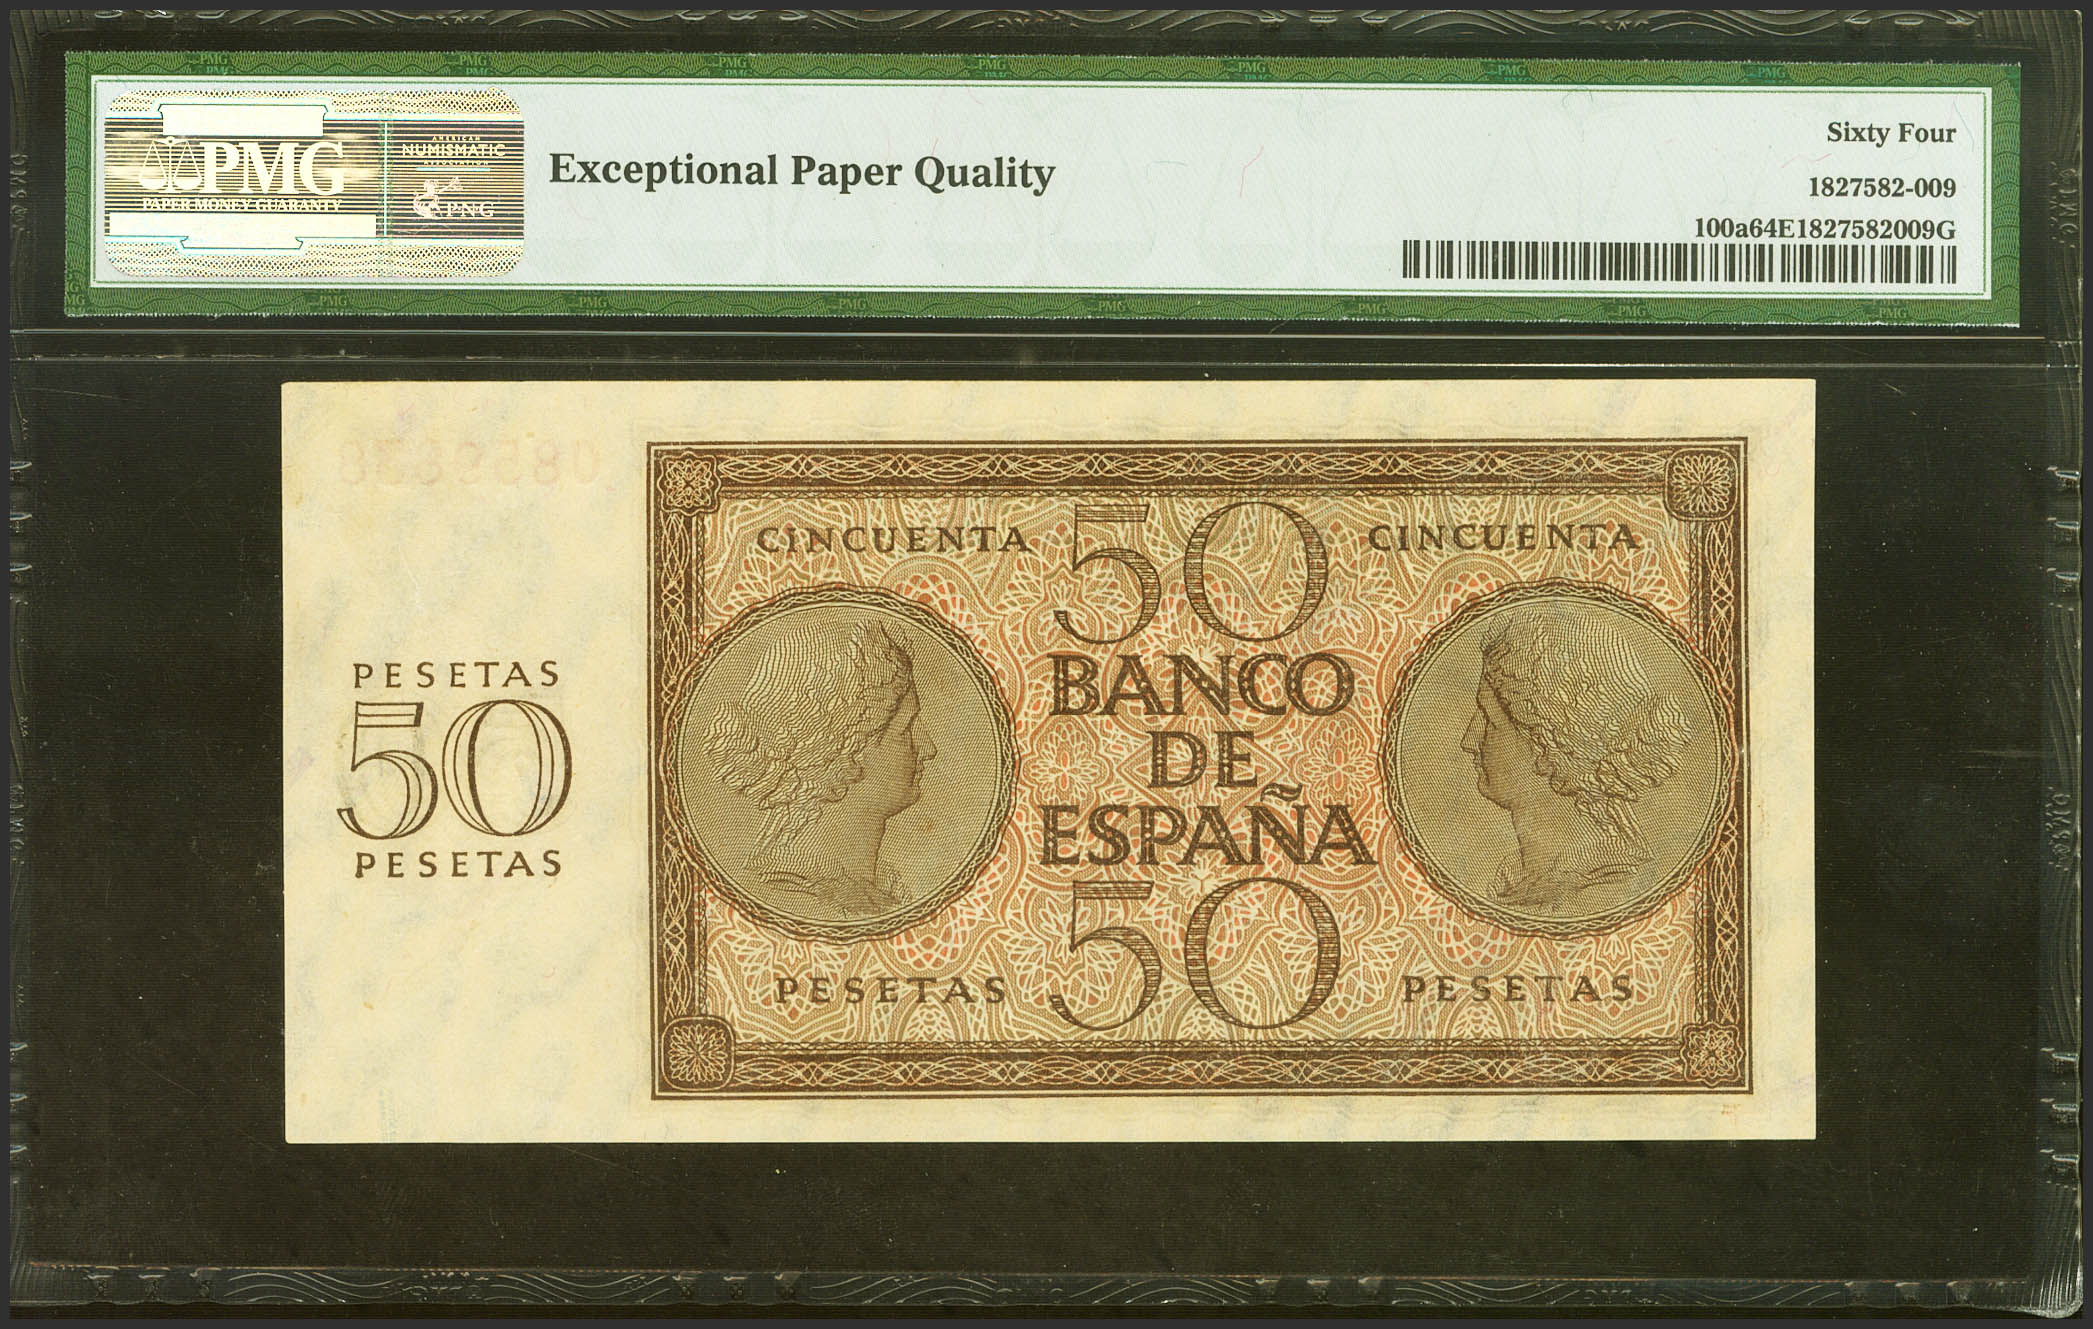 PMG
PAPER MONEY GUARANTY
AMERICAN
NUMISMATIC
ASSOCIATION
PNG
Exceptional Paper Quality
Sixty Four
1827582-009
100a64E1827582009G
CINCUENTA 50 CINCUENTA
BANCO
DE
ESPAÑA
PESETAS 50 PESETAS
PESETAS
50
PESETAS